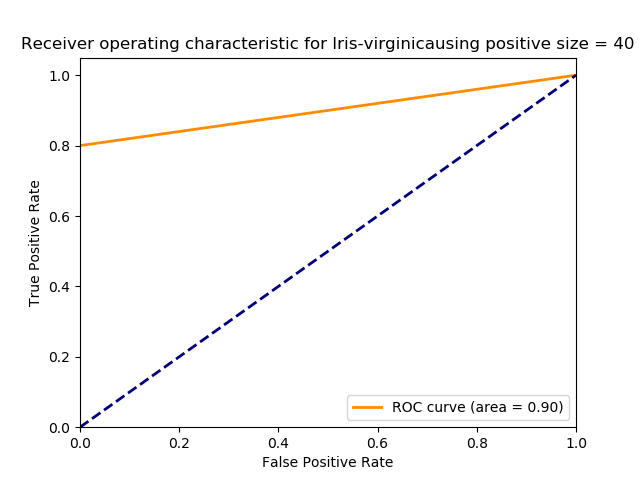 Receiver operating characteristic for Iris-virginicausing positive size = 40
1.0
0.8
0.6
0.4
0.2
0.0
True Positive Rate
ROC curve (area = 0.90)
0.0 0.2 0.4 0.6 0.8 1.0
False Positive Rate